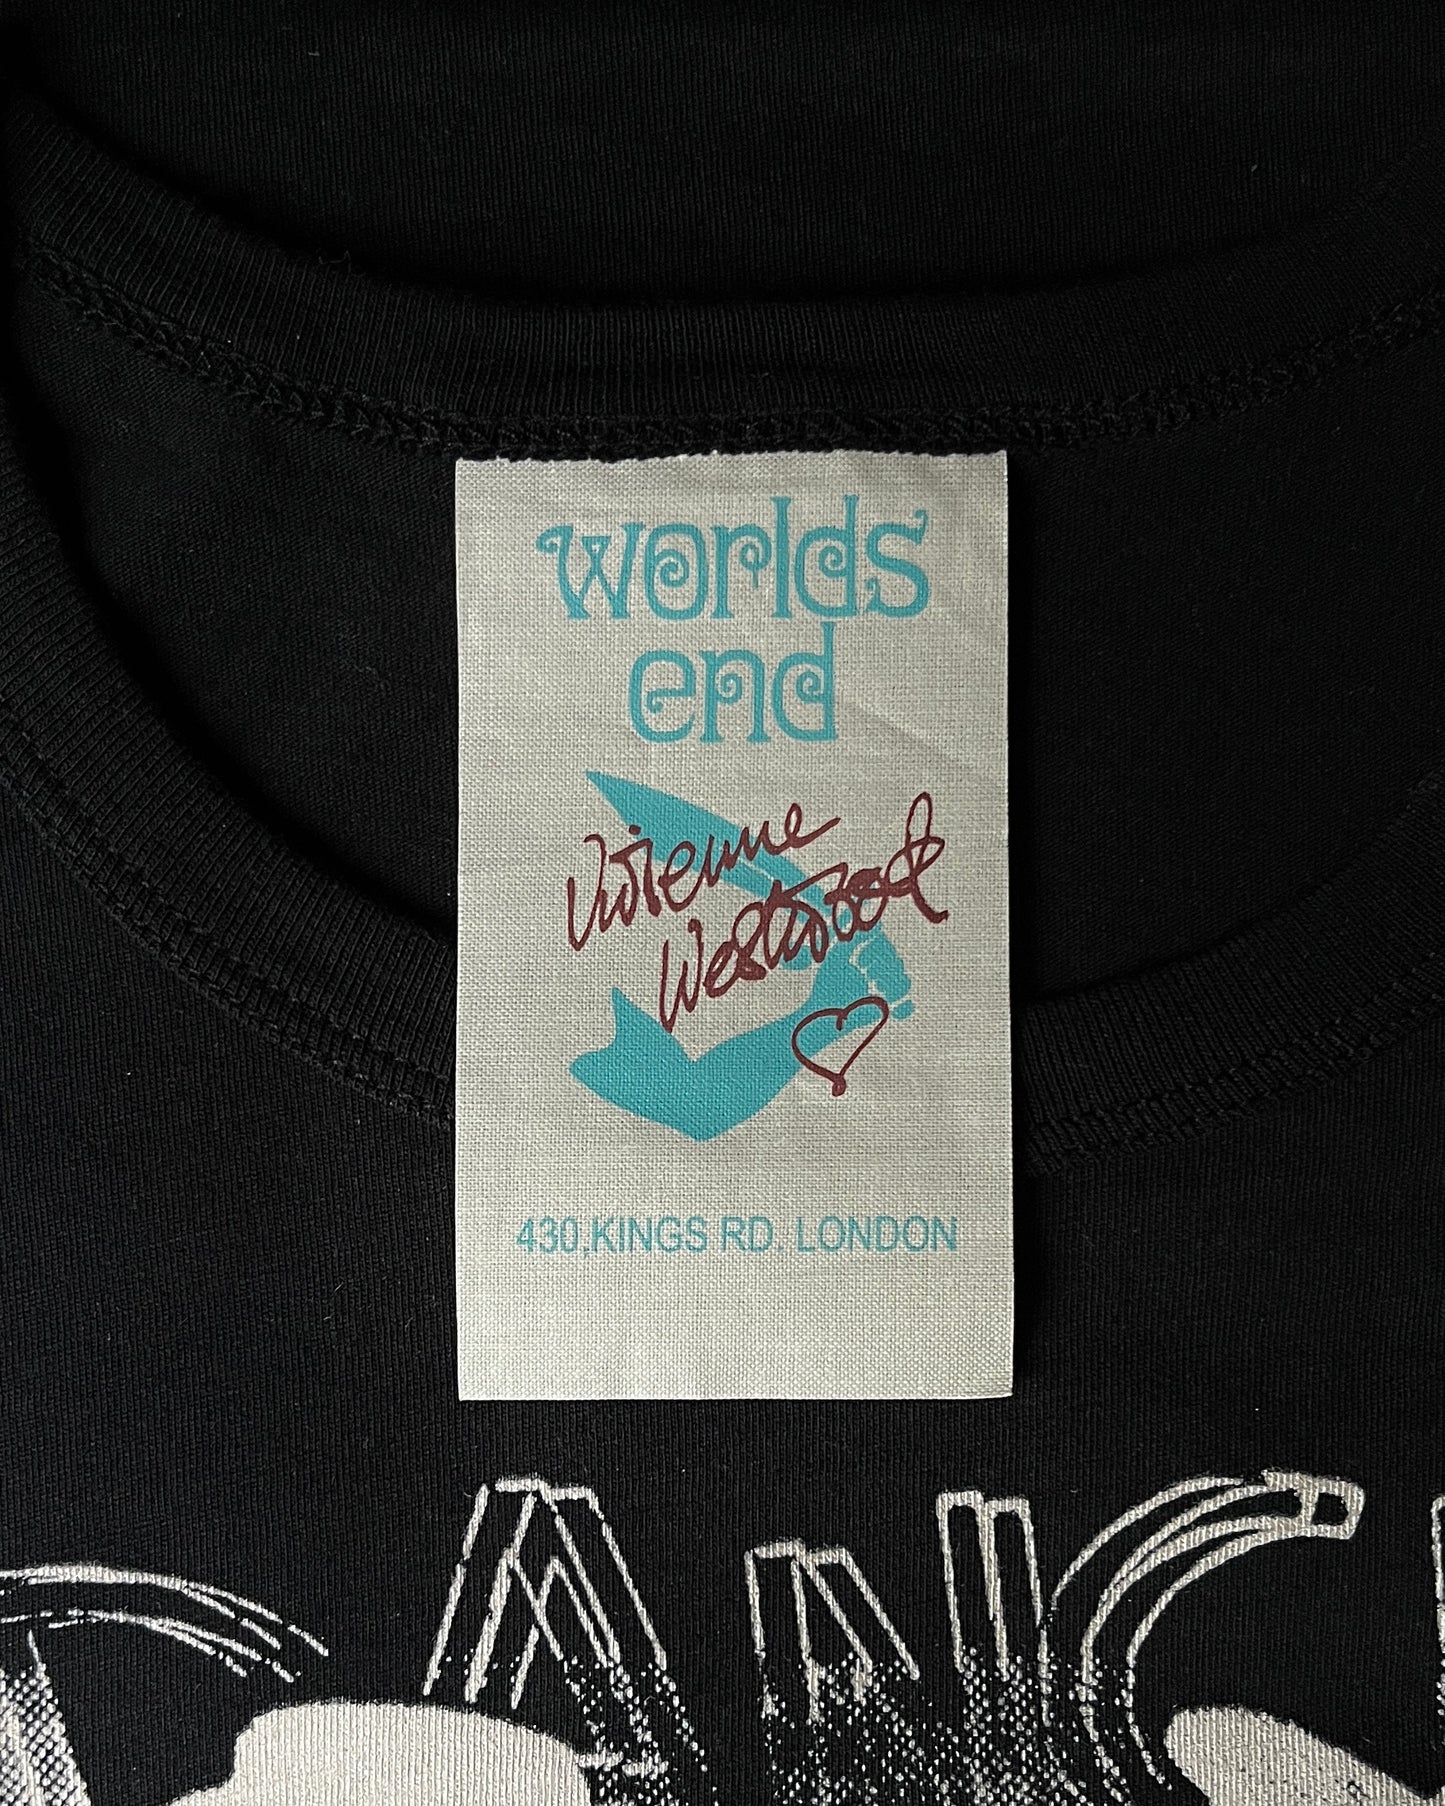 worlds
end
Vivienne
Westwood
430,KINGS RD. LONDON